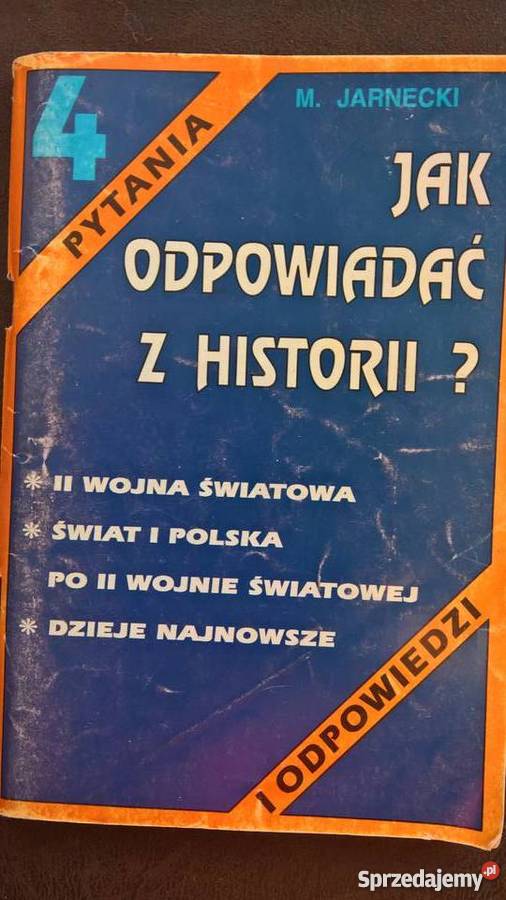 4
M. JARNECKI
PYTANIA
JAK
ODPOWIADAĆ
Z HISTORII ?
* II WOJNA ŚWIATOWA
* ŚWIAT I POLSKA
PO II WOJNIE ŚWIATOWEJ
* DZIEJE NAJNOWSZE
I ODPOWIEDZI
Sprzedajemy.pl